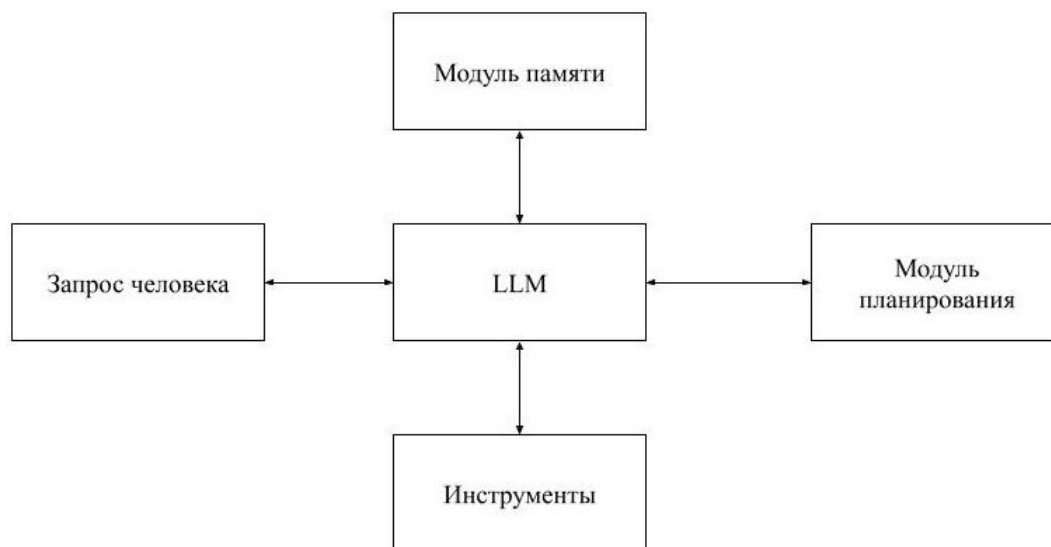 Модуль памяти
Запрос человека
LLM
Модуль
планирования
Инструменты